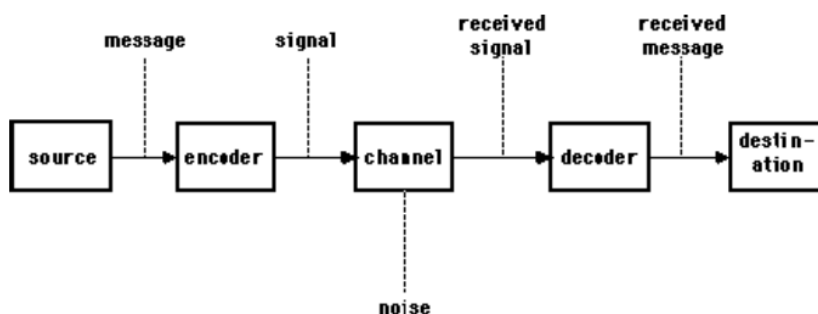 message
signal
received
signal
received
message
source
encoder
channel
decoder
destin-
ation
noise